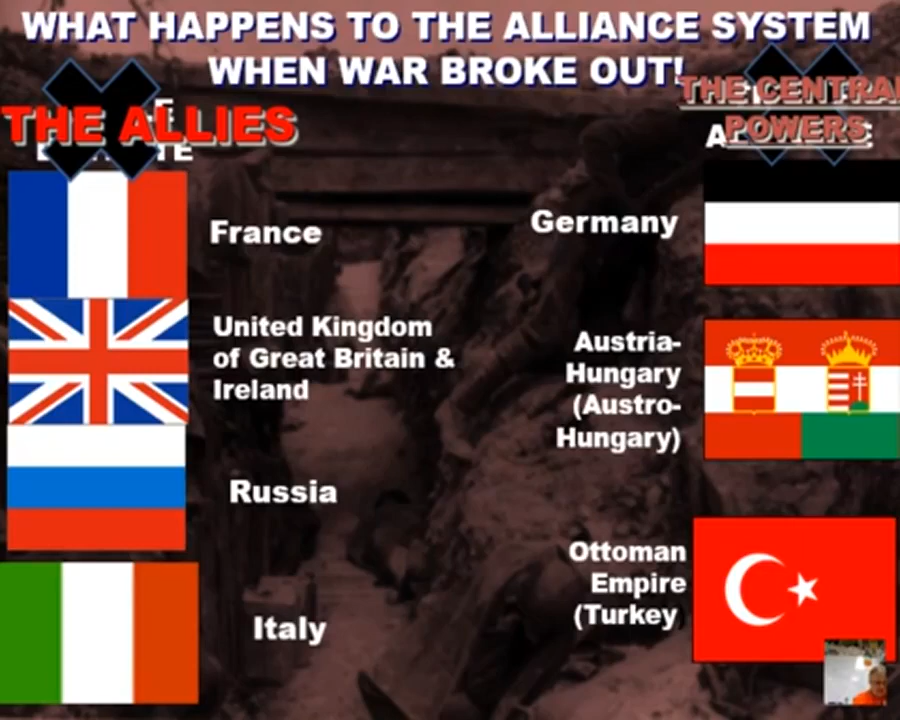 WHAT HAPPENS TO THE ALLIANCE SYSTEM
WHEN WAR BROKE OUT!
THE ALLIES
THE CENTRAL
POWERS
France
United Kingdom
of Great Britain &
Ireland
Russia
Italy
Germany
Austria-
Hungary
(Austro-
Hungary)
Ottoman
Empire
(Turkey